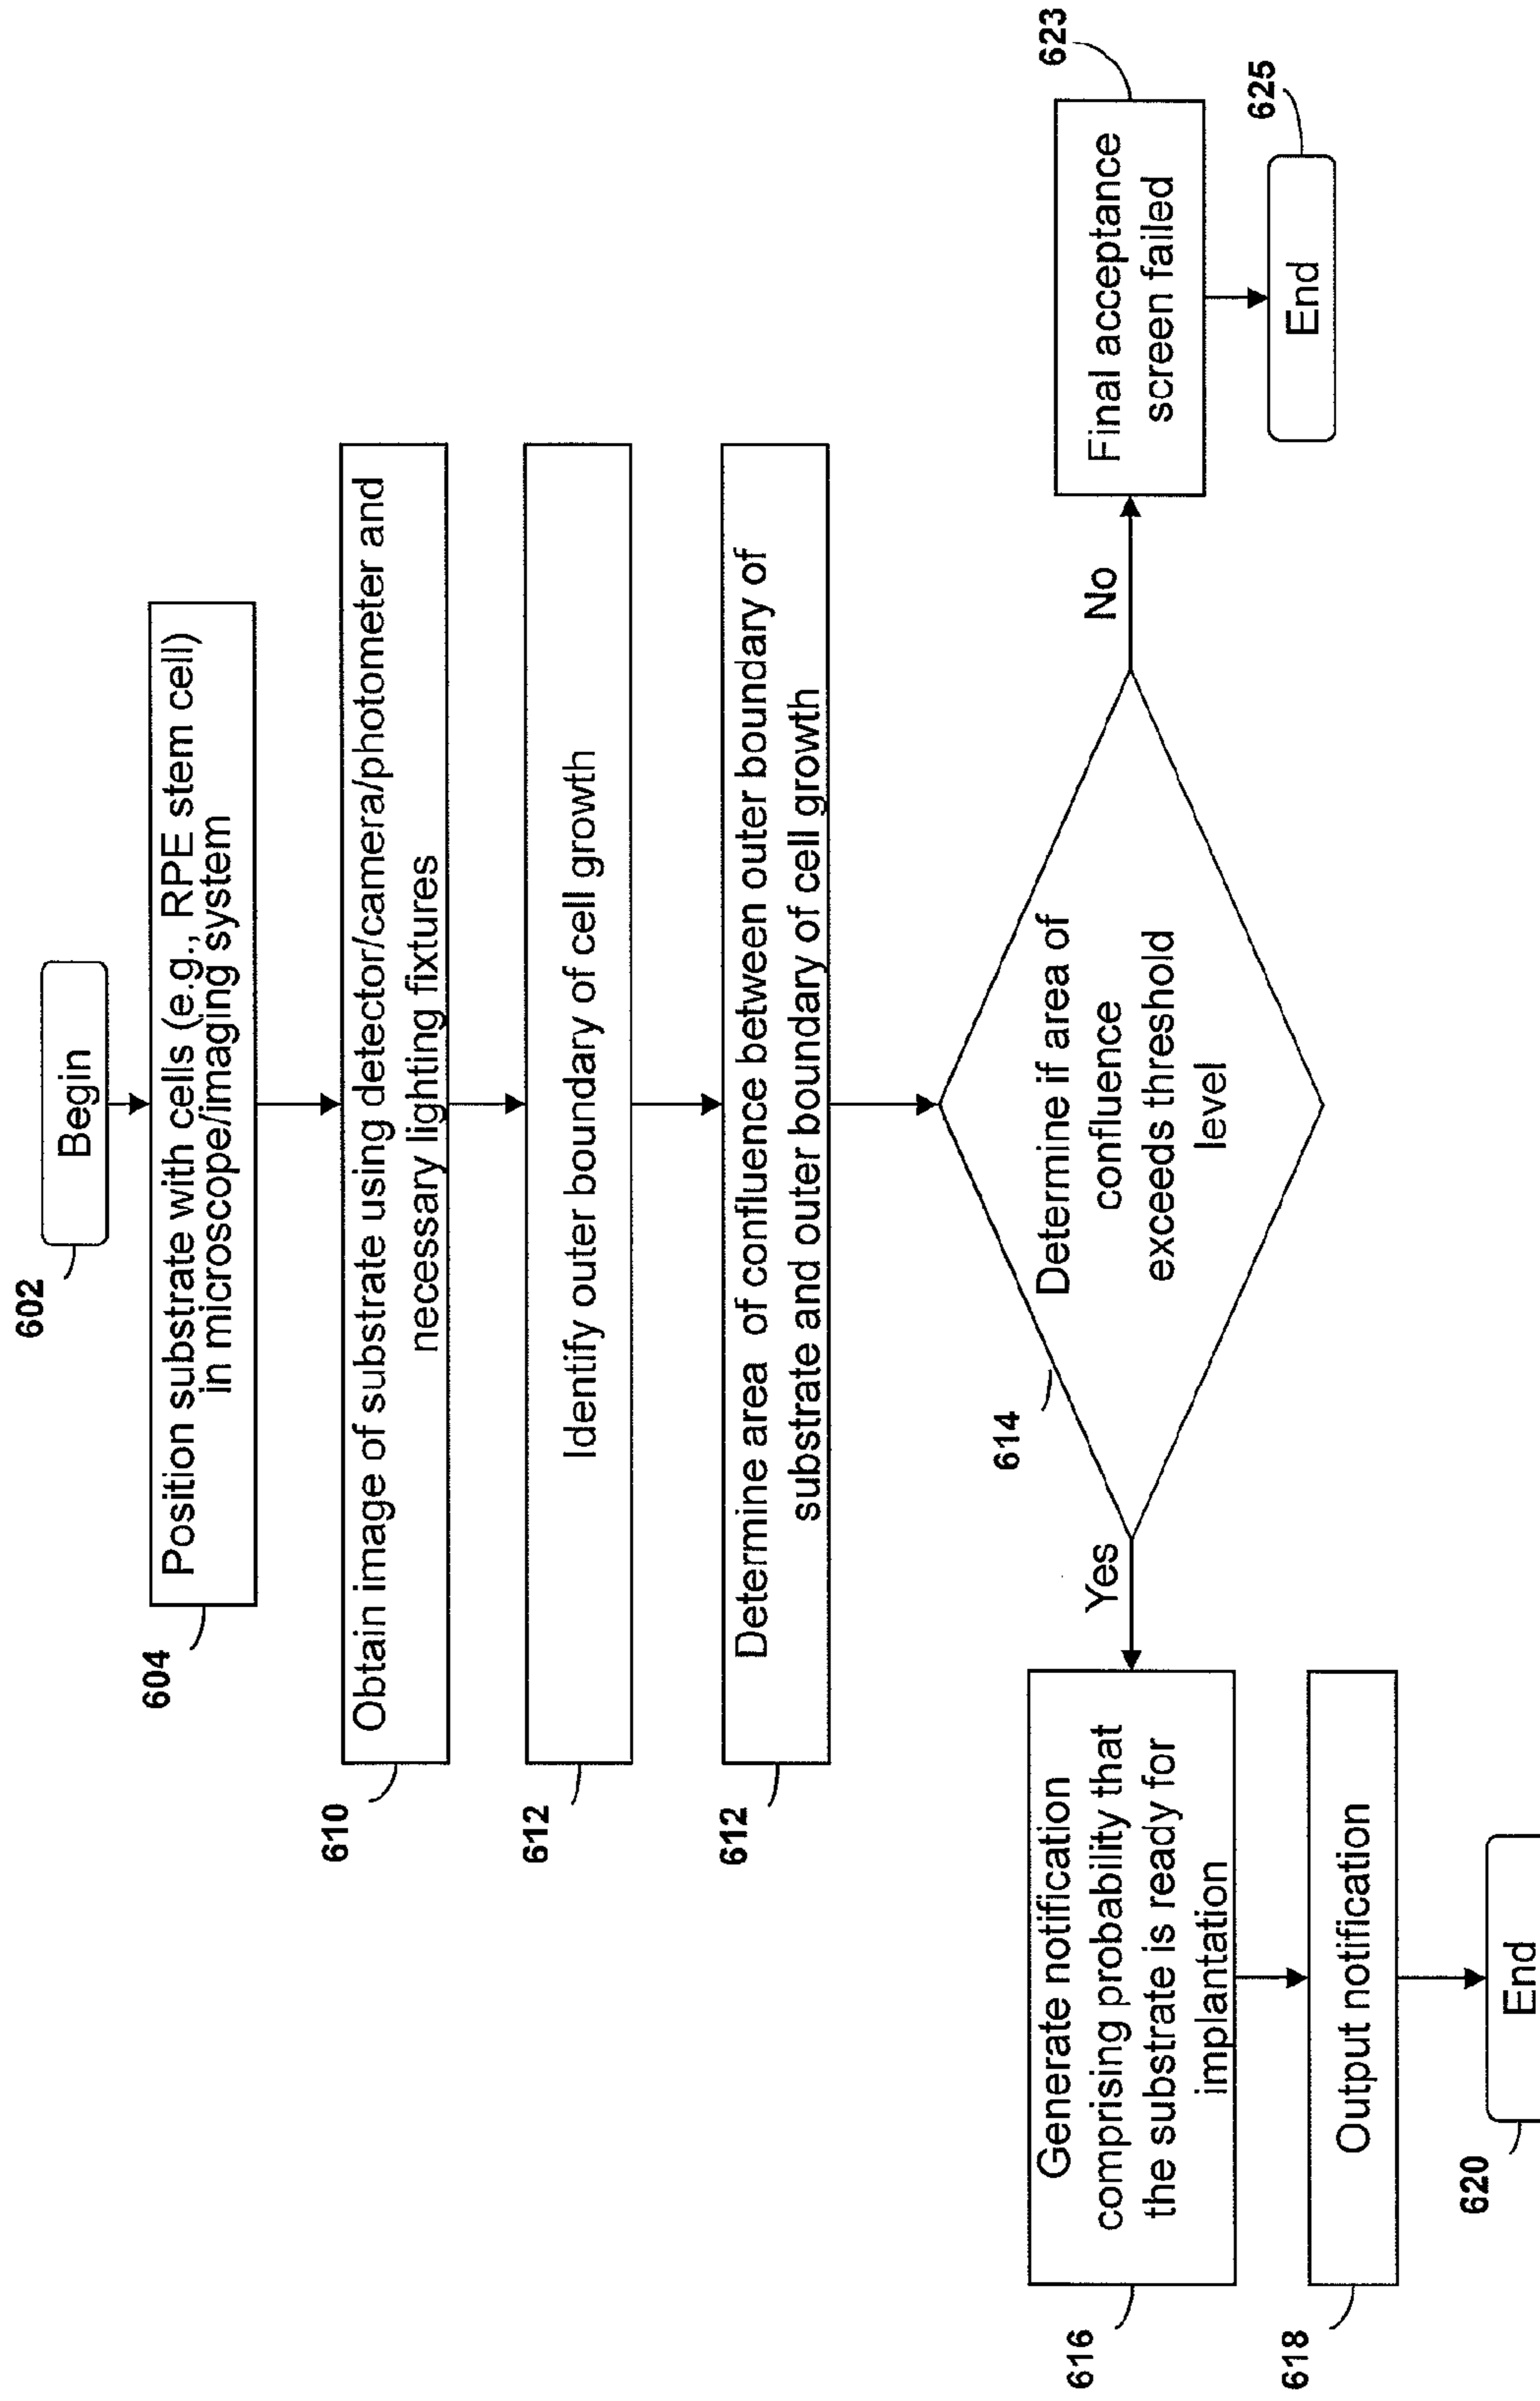 Begin
602
Position substrate with cells (e.g., RPE stem cell)
in microscope/imaging system
604
Obtain image of substrate using detector/camera/photometer and
necessary lighting fixtures
610
Identify outer boundary of cell growth
612
Determine area of confluence between outer boundary of
substrate and outer boundary of cell growth
612
Determine if area of
confluence
exceeds threshold
level
614
Yes
No
Generate notification
comprising probability that
the substrate is ready for
implantation
616
Output notification
618
End
620
Final acceptance
screen failed
623
End
625